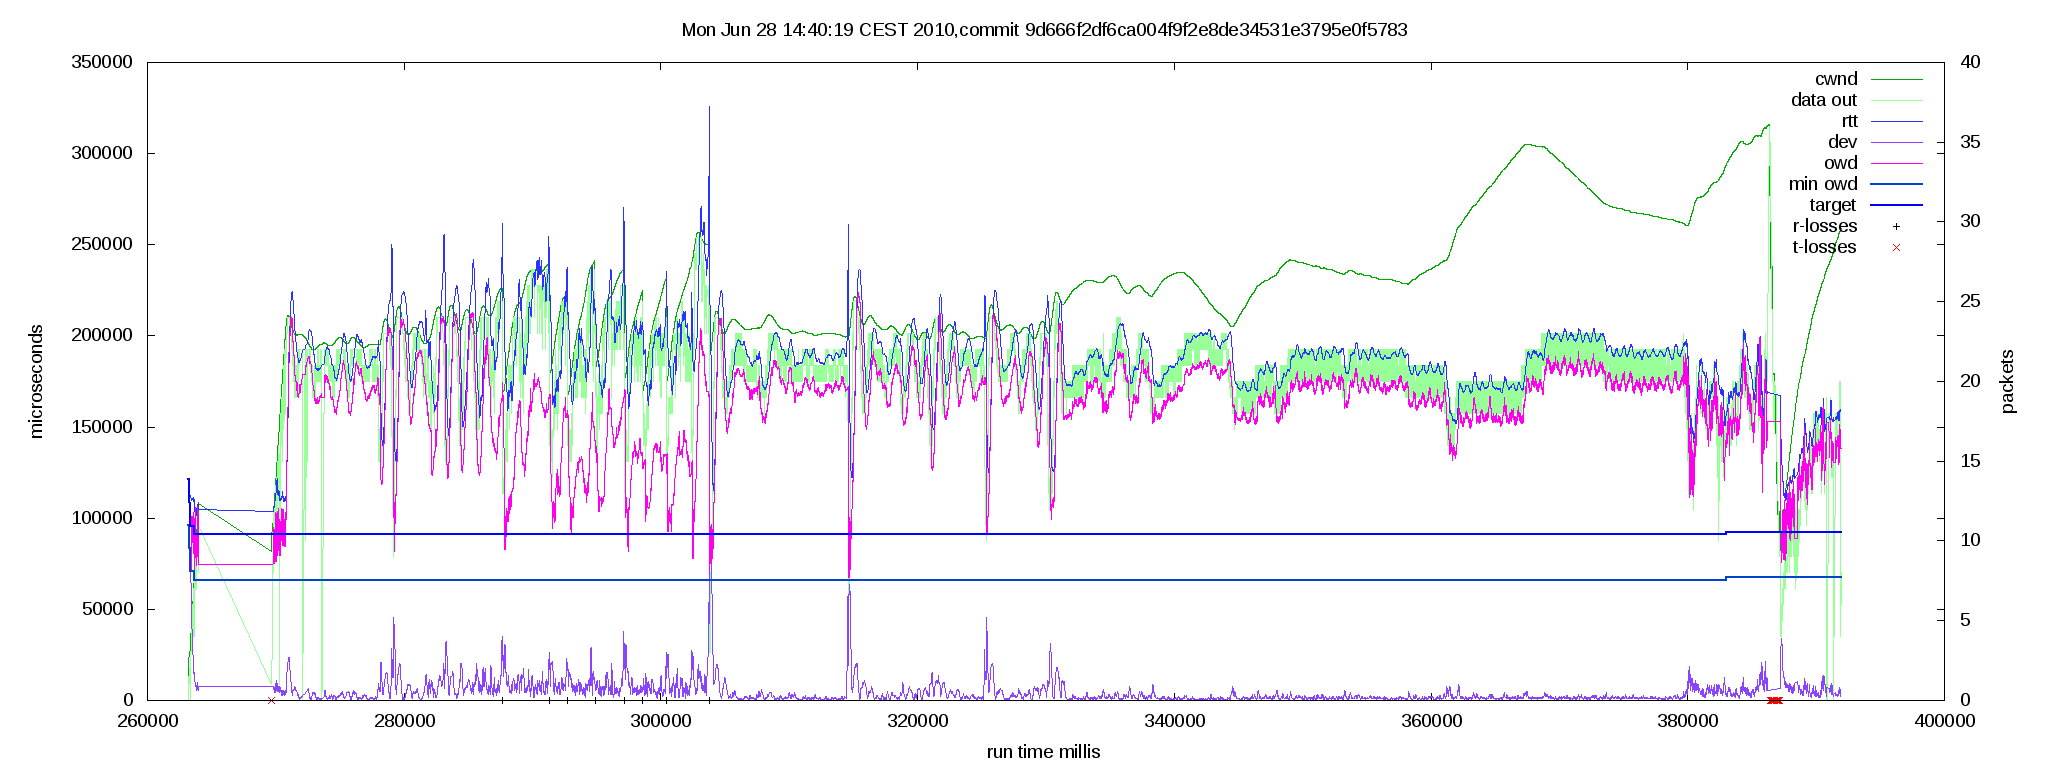 Mon Jun 28 14:40:19 CEST 2010,commit 9d666f2df6ca004f9f2e8de34531e3795e0f5783
350000
300000
250000
200000
150000
100000
50000
0
microseconds
40
35
30
25
20
15
10
5
0
packets
cwnd
data out
rtt
dev
owd
min owd
target
r-losses
t-losses
260000
280000
300000
320000
340000
360000
380000
400000
run time millis